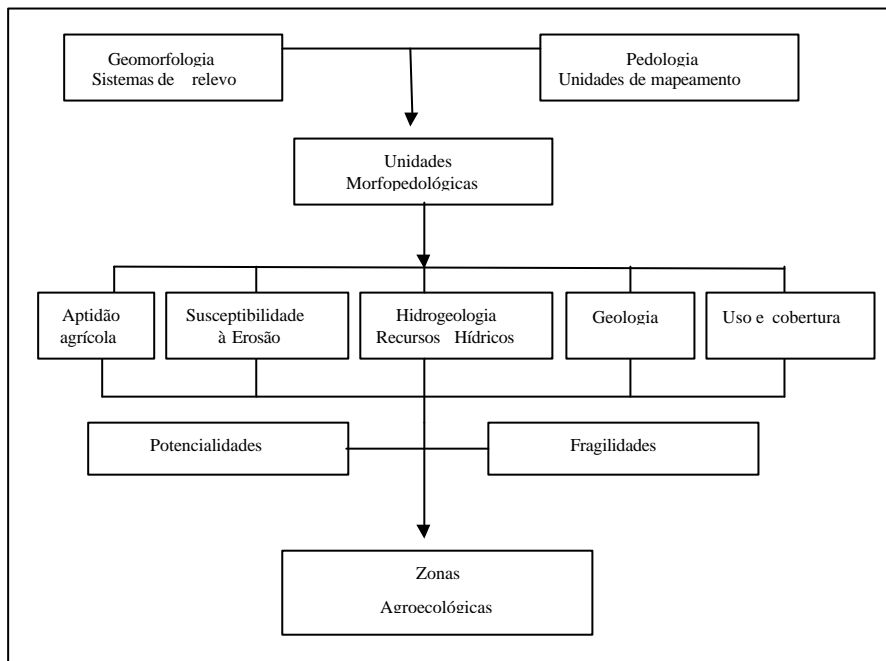 Geomorfologia
Sistemas de relevo
Pedologia
Unidades de mapeamento
Unidades
Morfopedológicas
Aptidão
agrícola
Susceptibilidade
à Erosão
Hidrogeologia
Recursos Hídricos
Geologia
Uso e cobertura
Potencialidades
Fragilidades
Zonas
Agroecológicas